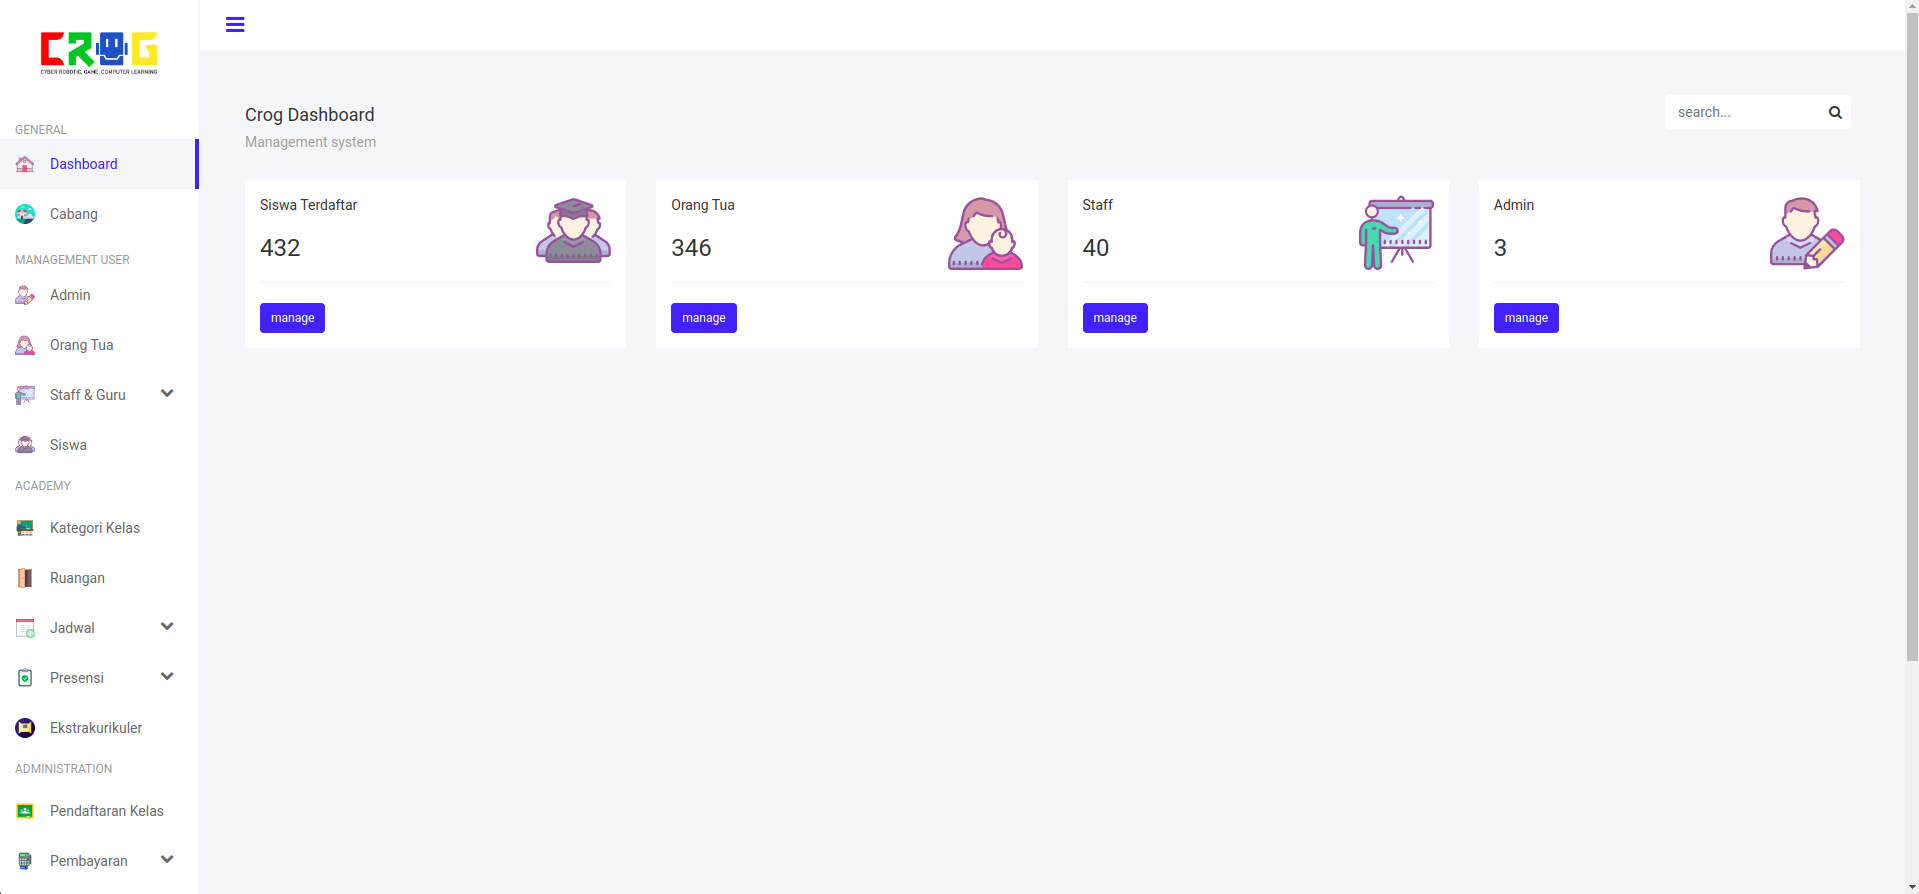 CROG
CYBER ROBOTIC, GAME, COMPUTER LEARNING
GENERAL
Dashboard
Cabang
MANAGEMENT USER
Admin
Orang Tua
Staff & Guru
Siswa
ACADEMY
Kategori Kelas
Ruangan
Jadwal
Presensi
Ekstrakurikuler
ADMINISTRATION
Pendaftaran Kelas
Pembayaran
Crog Dashboard
Management system
search...
Siswa Terdaftar
432
manage
Orang Tua
346
manage
Staff
40
manage
Admin
3
manage